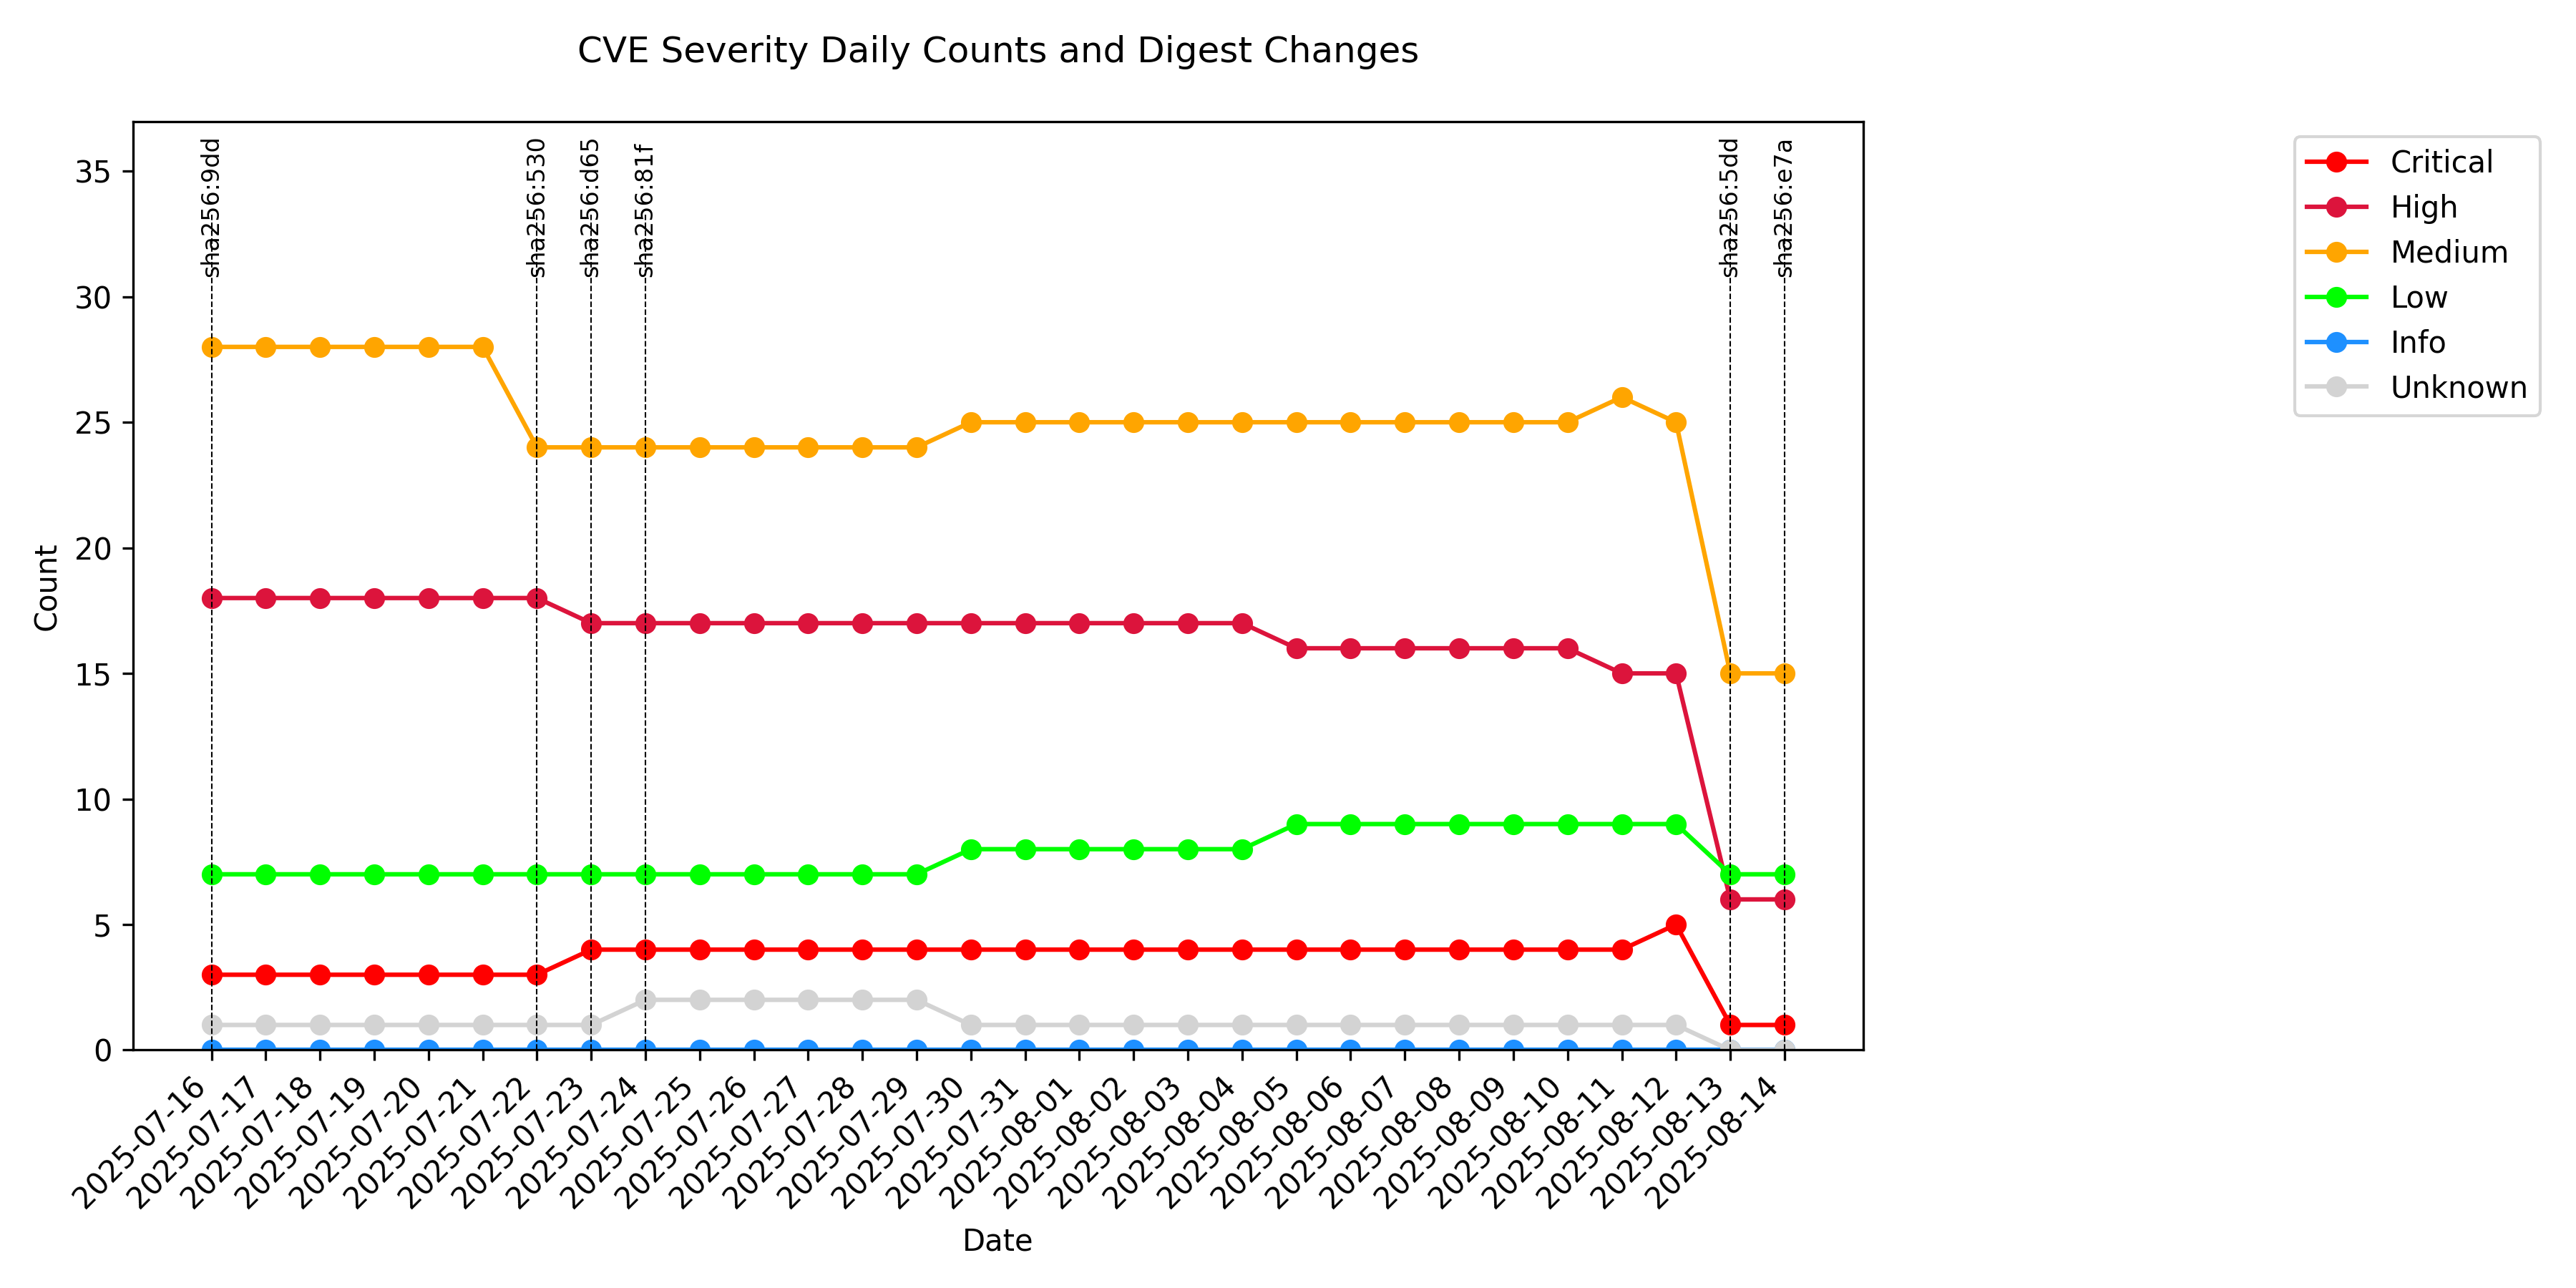 CVE Severity Daily Counts and Digest Changes
sha256:9dd
sha256:530
sha256:d65
sha256:81f
sha256:5dd
sha256:e7a
Critical
High
Medium
Low
Info
Unknown
Count
35
30
25
20
15
10
5
0
2025-07-16
2025-07-17
2025-07-18
2025-07-19
2025-07-20
2025-07-21
2025-07-22
2025-07-23
2025-07-24
2025-07-25
2025-07-26
2025-07-27
2025-07-28
2025-07-29
2025-07-30
2025-07-31
2025-08-01
2025-08-02
2025-08-03
2025-08-04
2025-08-05
2025-08-06
2025-08-07
2025-08-08
2025-08-09
2025-08-10
2025-08-11
2025-08-12
2025-08-13
2025-08-14
Date